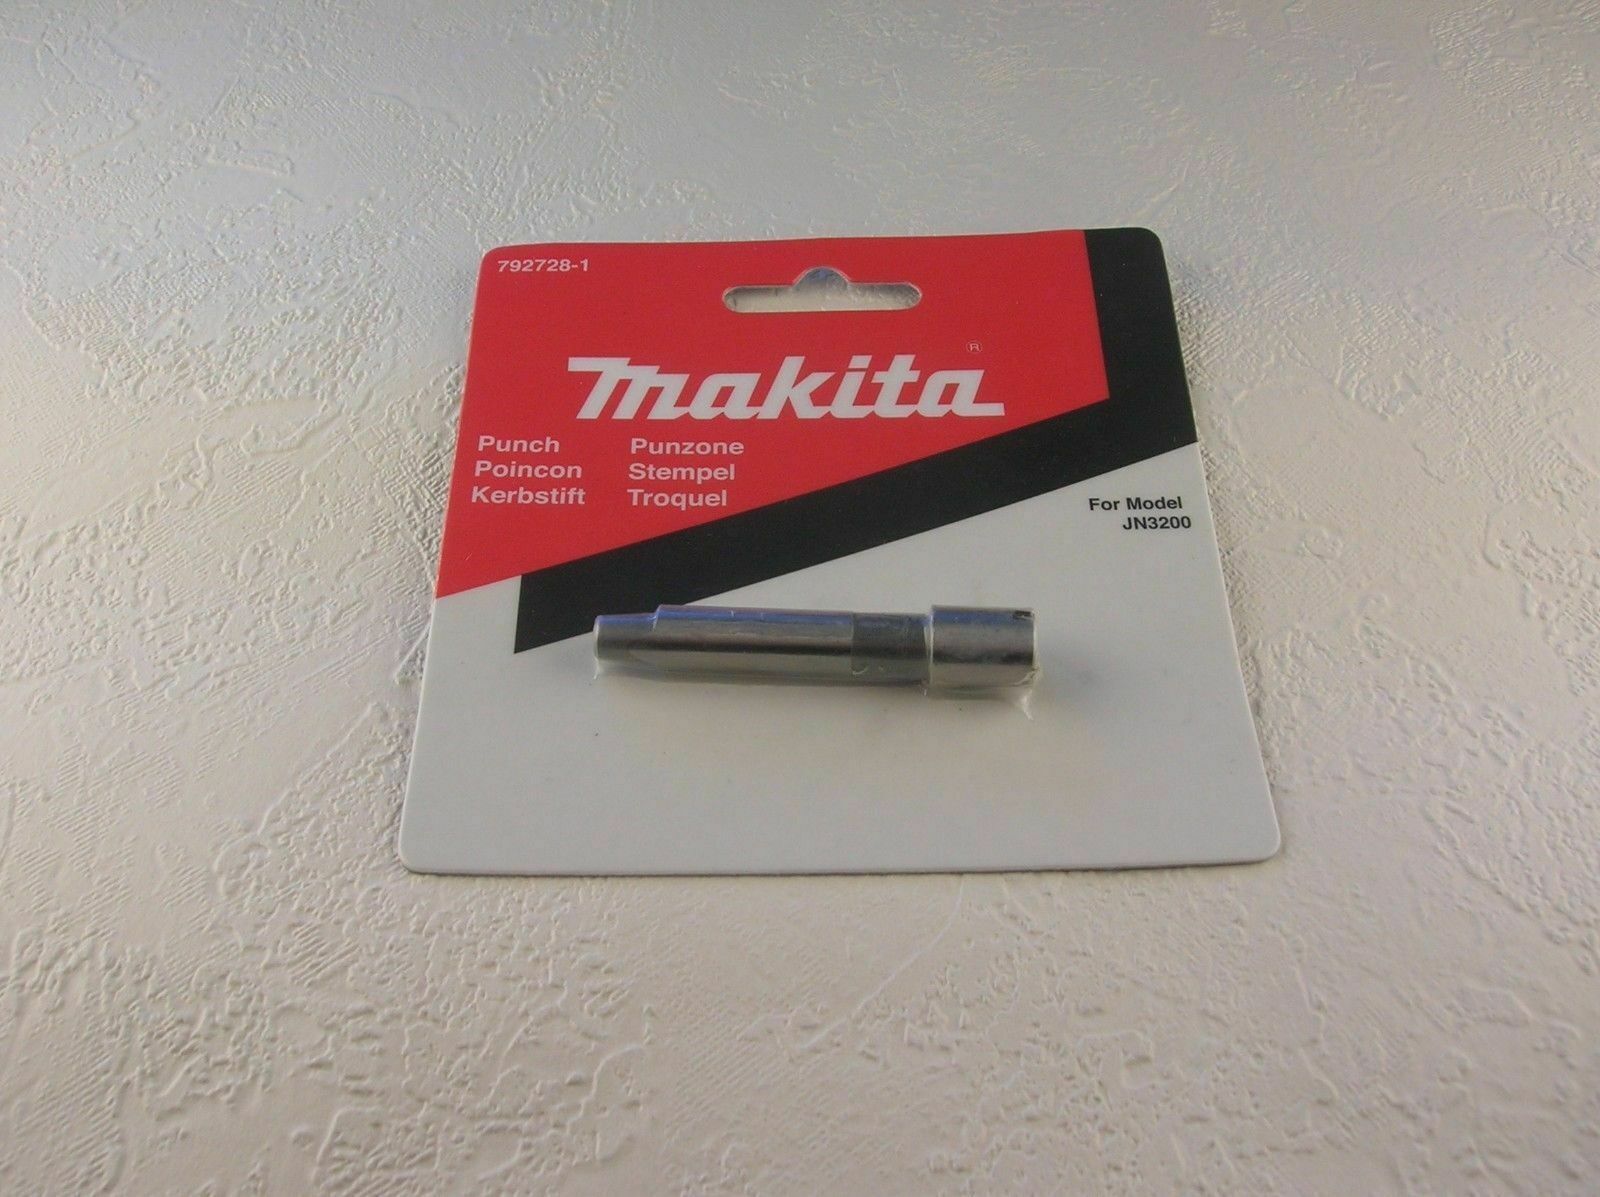 792728-1
makita®
Punch Punzone
Poincon Stempel
Kerbstift Troquel
For Model
JN3200